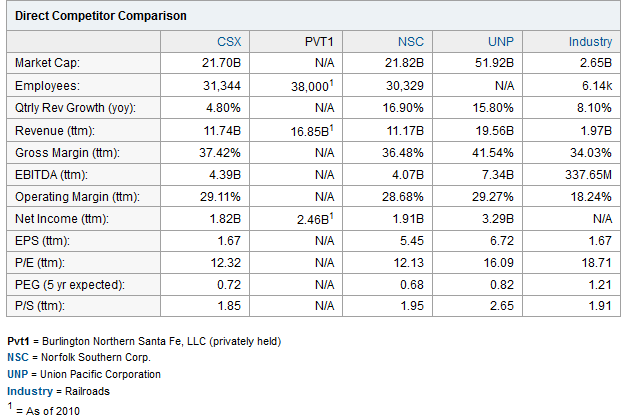 Direct Competitor Comparison
CSX PVT1 NSC UNP Industry
Market Cap: 21.70B N/A 21.82B 51.92B 2.65B
Employees: 31,344 38,000¹ 30,329 N/A 6.14k
Qtrly Rev Growth (yoy): 4.80% N/A 16.90% 15.80% 8.10%
Revenue (ttm): 11.74B 16.85B¹ 11.17B 19.56B 1.97B
Gross Margin (ttm): 37.42% N/A 36.48% 41.54% 34.03%
EBITDA (ttm): 4.39B N/A 4.07B 7.34B 337.65M
Operating Margin (ttm): 29.11% N/A 28.68% 29.27% 18.24%
Net Income (ttm): 1.82B 2.46B¹ 1.91B 3.29B N/A
EPS (ttm): 1.67 N/A 5.45 6.72 1.67
P/E (ttm): 12.32 N/A 12.13 16.09 18.71
PEG (5 yr expected): 0.72 N/A 0.68 0.82 1.21
P/S (ttm): 1.85 N/A 1.95 2.65 1.91
Pvt1 = Burlington Northern Santa Fe, LLC (privately held)
NSC = Norfolk Southern Corp.
UNP = Union Pacific Corporation
Industry = Railroads
¹ = As of 2010